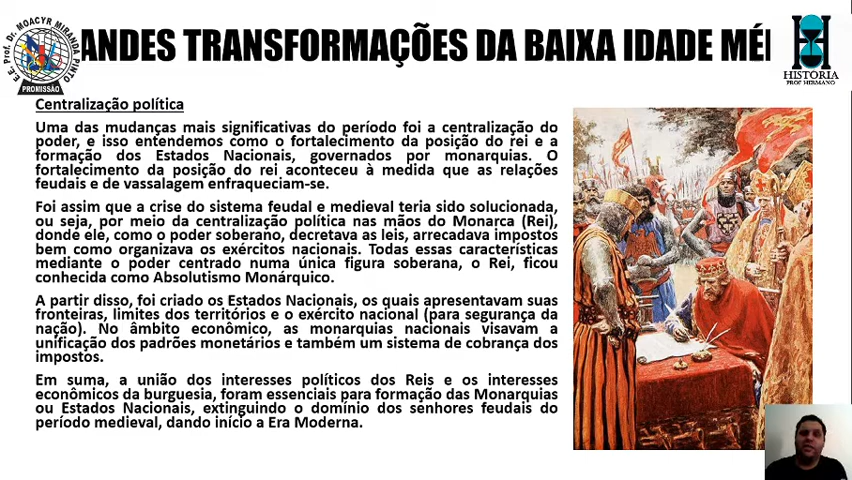 ANDES TRANSFORMAÇÕES DA BAIXA IDADE MÉI
E.E. Prof. Dr. MOACYR MIRANDA PINTO
PROMISSÃO
HISTORIA
PROF HERMANO
Centralização política
Uma das mudanças mais significativas do período foi a centralização do
poder, e isso entendemos como o fortalecimento da posição do rei e a
formação dos Estados Nacionais, governados por monarquias. O
fortalecimento da posição do rei aconteceu à medida que as relações
feudais e de vassalagem enfraqueciam-se.
Foi assim que a crise do sistema feudal e medieval teria sido solucionada,
ou seja, por meio da centralização política nas mãos do Monarca (Rei),
donde ele, como o poder soberano, decretava as leis, arrecadava impostos
bem como organizava os exércitos nacionais. Todas essas características
mediante o poder centrado numa única figura soberana, o Rei, ficou
conhecida como Absolutismo Monárquico.
A partir disso, foi criado os Estados Nacionais, os quais apresentavam suas
fronteiras, limites dos territórios e o exército nacional (para segurança da
nação). No âmbito econômico, as monarquias nacionais visavam a
unificação dos padrões monetários e também um sistema de cobrança dos
impostos.
Em suma, a união dos interesses políticos dos Reis e os interesses
econômicos da burguesia, foram essenciais para formação das Monarquias
ou Estados Nacionais, extinguindo o domínio dos senhores feudais do
período medieval, dando início a Era Moderna.